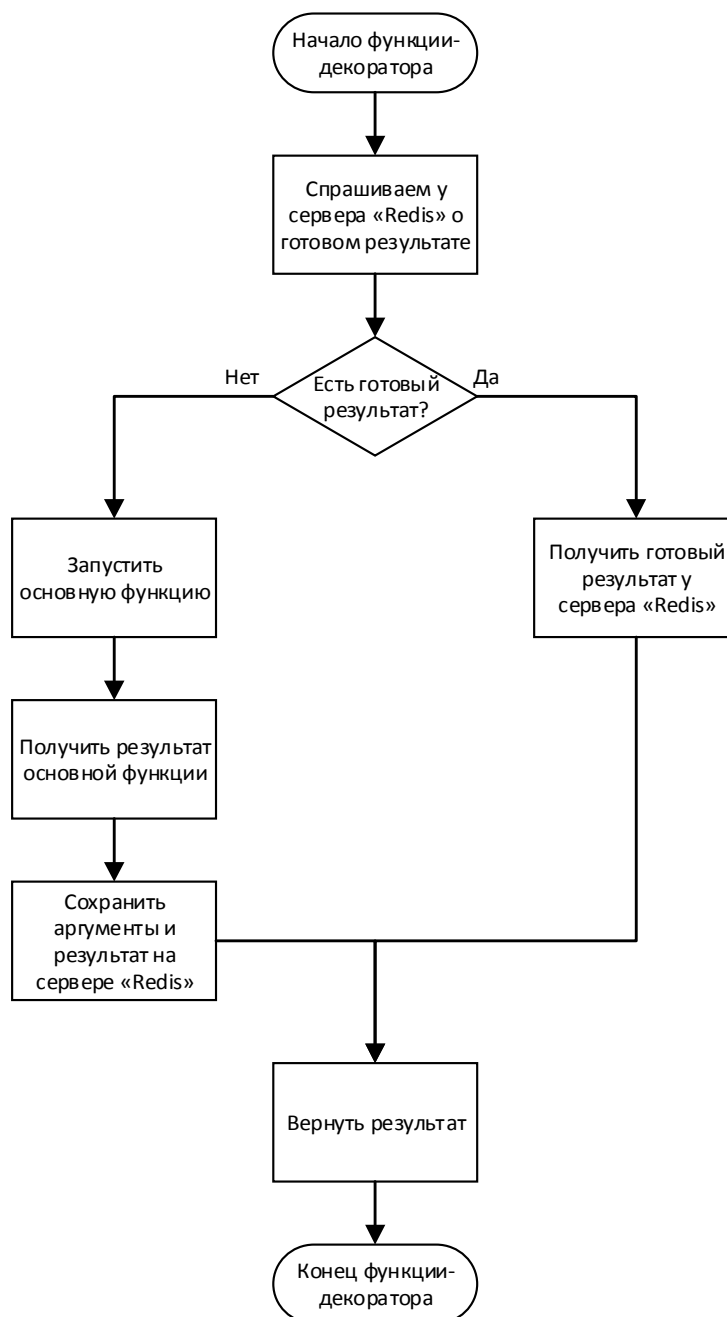 Начало функции-
декоратора
Спрашиваем у
сервера «Redis» о
готовом результате
Есть готовый
результат?
Нет
Да
Запустить
основную функцию
Получить готовый
результат у
сервера «Redis»
Получить результат
основной функции
Сохранить
аргументы и
результат на
сервере «Redis»
Вернуть результат
Конец функции-
декоратора